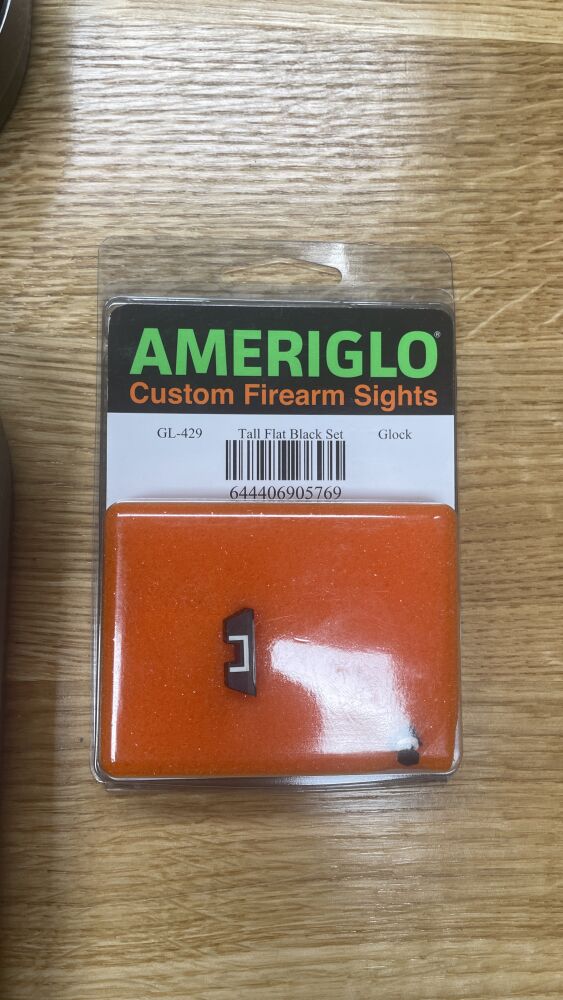 AMERIGLO®
Custom Firearm Sights
GL-429 Tall Flat Black Set Glock
644406905769